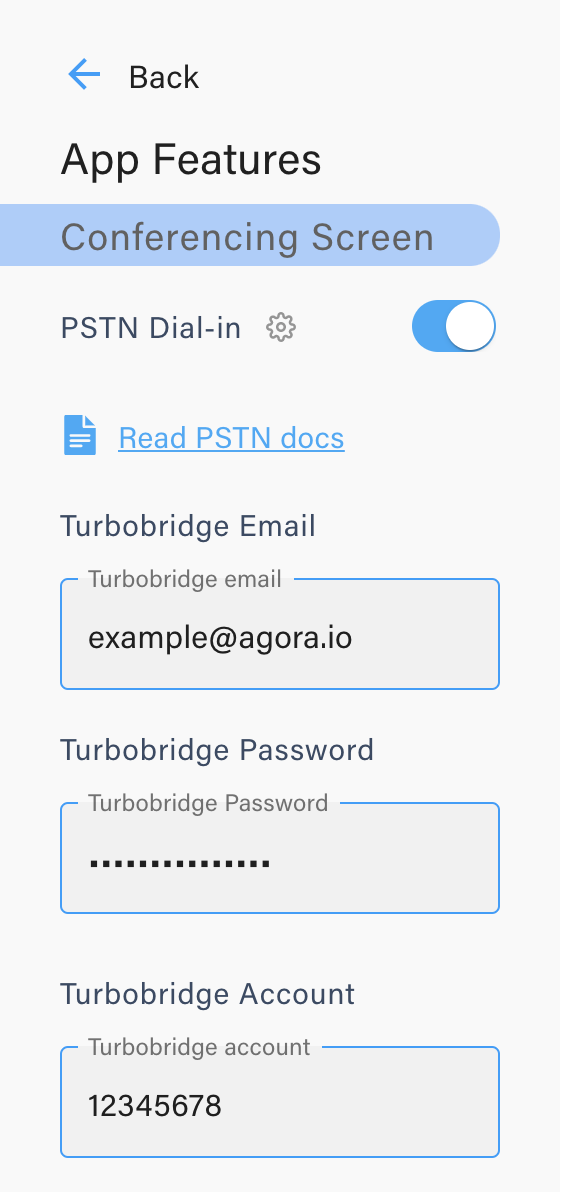 Back
App Features
Conferencing Screen
PSTN Dial-in
Read PSTN docs
Turbobridge Email
Turbobridge email
example@agora.io
Turbobridge Password
Turbobridge Password
···············
Turbobridge Account
Turbobridge account
12345678